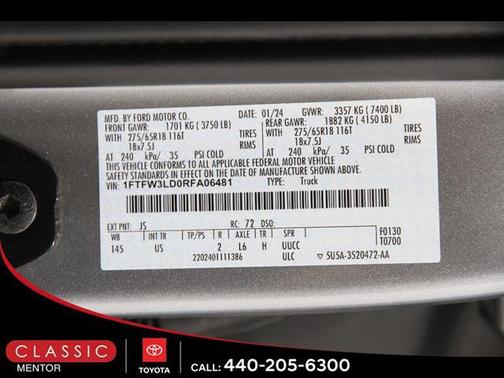 MFD. BY FORD MOTOR CO.
01/24 GVWR: 3357 KG (7400 LB)
FRONT GAWR: 1701 KG (3750 LB) REAR GAWR: 1882 KG (4150 LB)
WITH TIRES WITH TIRES
275/65R18 116T 275/65R18 116T
18x7.5J RIMS 18x7.5J RIMS
AT 240 kPa/ 35 PSI COLD AT 240 kPa/ 35 PSI COLD
THIS VEHICLE CONFORMS TO ALL APPLICABLE FEDERAL MOTOR VEHICLE
SAFETY STANDARDS IN EFFECT ON THE DATE OF MANUFACTURE SHOWN ABOVE.
VIN: 1FTFW3LD0RFA06481 TYPE: Truck
EXT PNT: JS RC: 72 DSO: F0130
WB INT TR TP/PS R AXLE TR SPR T0700
145 US 2 L6 H UUCC
2202401111386 ULC ▽ 5U5A-3520472-AA
CLASSIC
MENTOR
TOYOTA
CALL: 440-205-6300